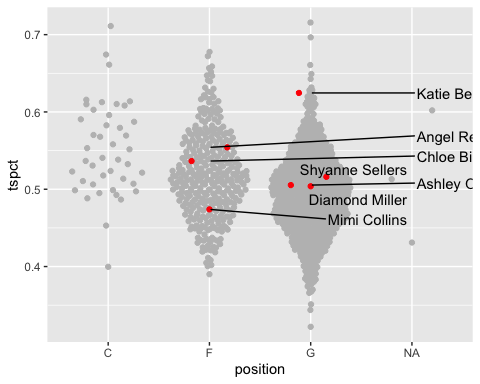 0.7
0.6
0.5
0.4
tspct
Katie Be
Angel Re
Chloe Bi
Shyanne Sellers
Ashley O
Diamond Miller
Mimi Collins
C
F
G
NA
position